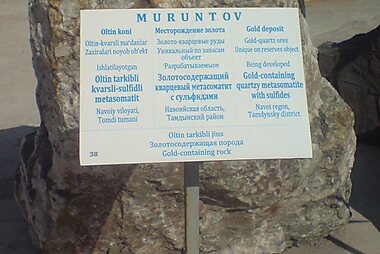 MURUNTOV
Oltin koni
Oltin-kvarsli ma'danlar
Zaxiralari noyob ob'ekt
Ishlatilyotgan
Oltin tarkibli
kvarsli-sulfidli
metasomatit
Navoiy viloyati,
Tomdi tumani
Месторождение золота
Золото-кварцевые руды
Уникальный по запасам
объект
Разрабатываемое
Золотосодержащий
кварцевый метасоматит
с сульфидами
Навоийская область,
Тамдынский район
Gold deposit
Gold-quartz ores
Unique on reserves object
Being developed
Gold-containing
quartzy metasomatite
with sulfides
Navoi regon,
Tamdynsky district
Oltin tarkibli jins
Золотосодержащая порода
Gold-containing rock
38